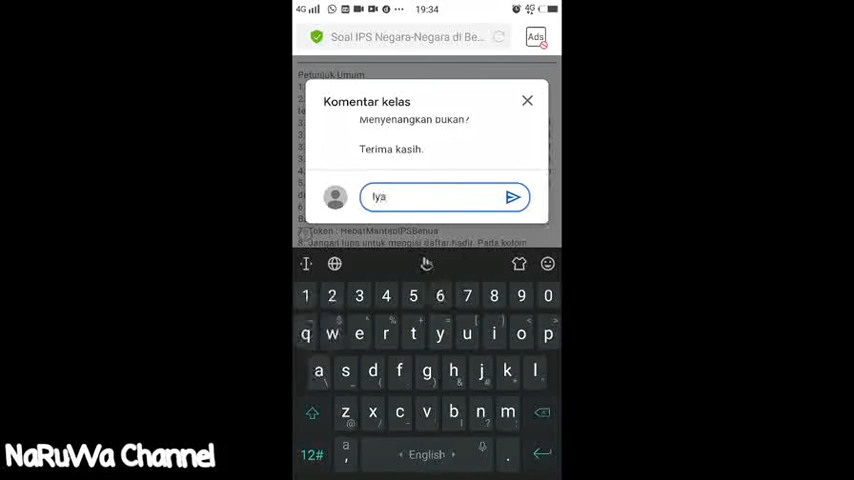 4G 19:34 4G
Soal IPS Negara-Negara di Be...
Ads
Petunjuk Umum
Komentar kelas
Menyenangkan bukan?
Terima kasih.
Iya
7. Token : HebatMantapIPSBenua
8. Jangan lupa untuk mengisi daftar hadir. Pada kolom
1 2 3 4 5 6 7 8 9 0
q w e r t y u i o p
a s d f g h j k l
z x c v b n m
12# , English .
NaRuWa Channel